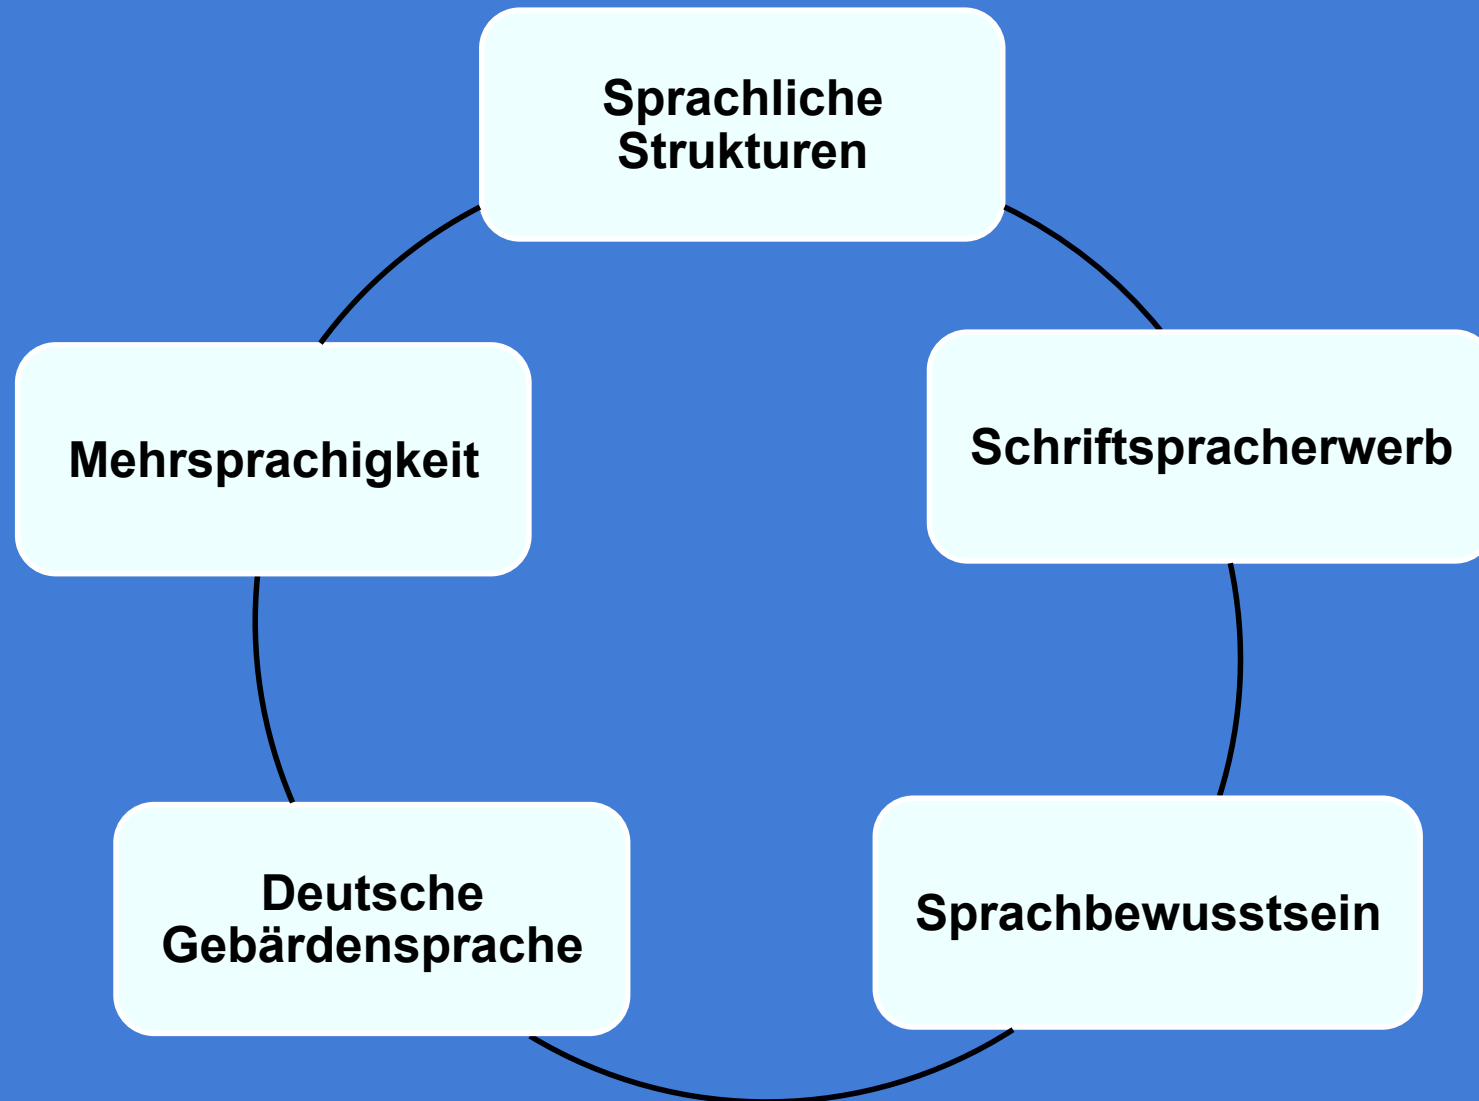 Sprachliche
Strukturen
Mehrsprachigkeit
Schriftspracherwerb
Deutsche
Gebärdensprache
Sprachbewusstsein